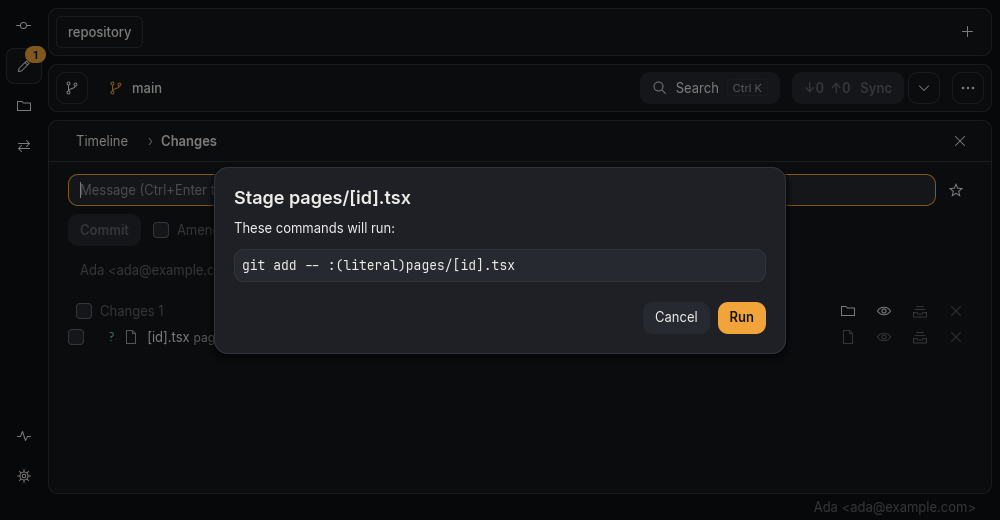 repository
1
main
Search Ctrl K
↓0 ↑0 Sync
Timeline › Changes
Message (Ctrl+Enter
Commit
Amen
Ada <ada@example.c
Stage pages/[id].tsx
These commands will run:
git add -- :(literal)pages/[id].tsx
Cancel
Run
Changes 1
? [id].tsx pag
Ada <ada@example.com>